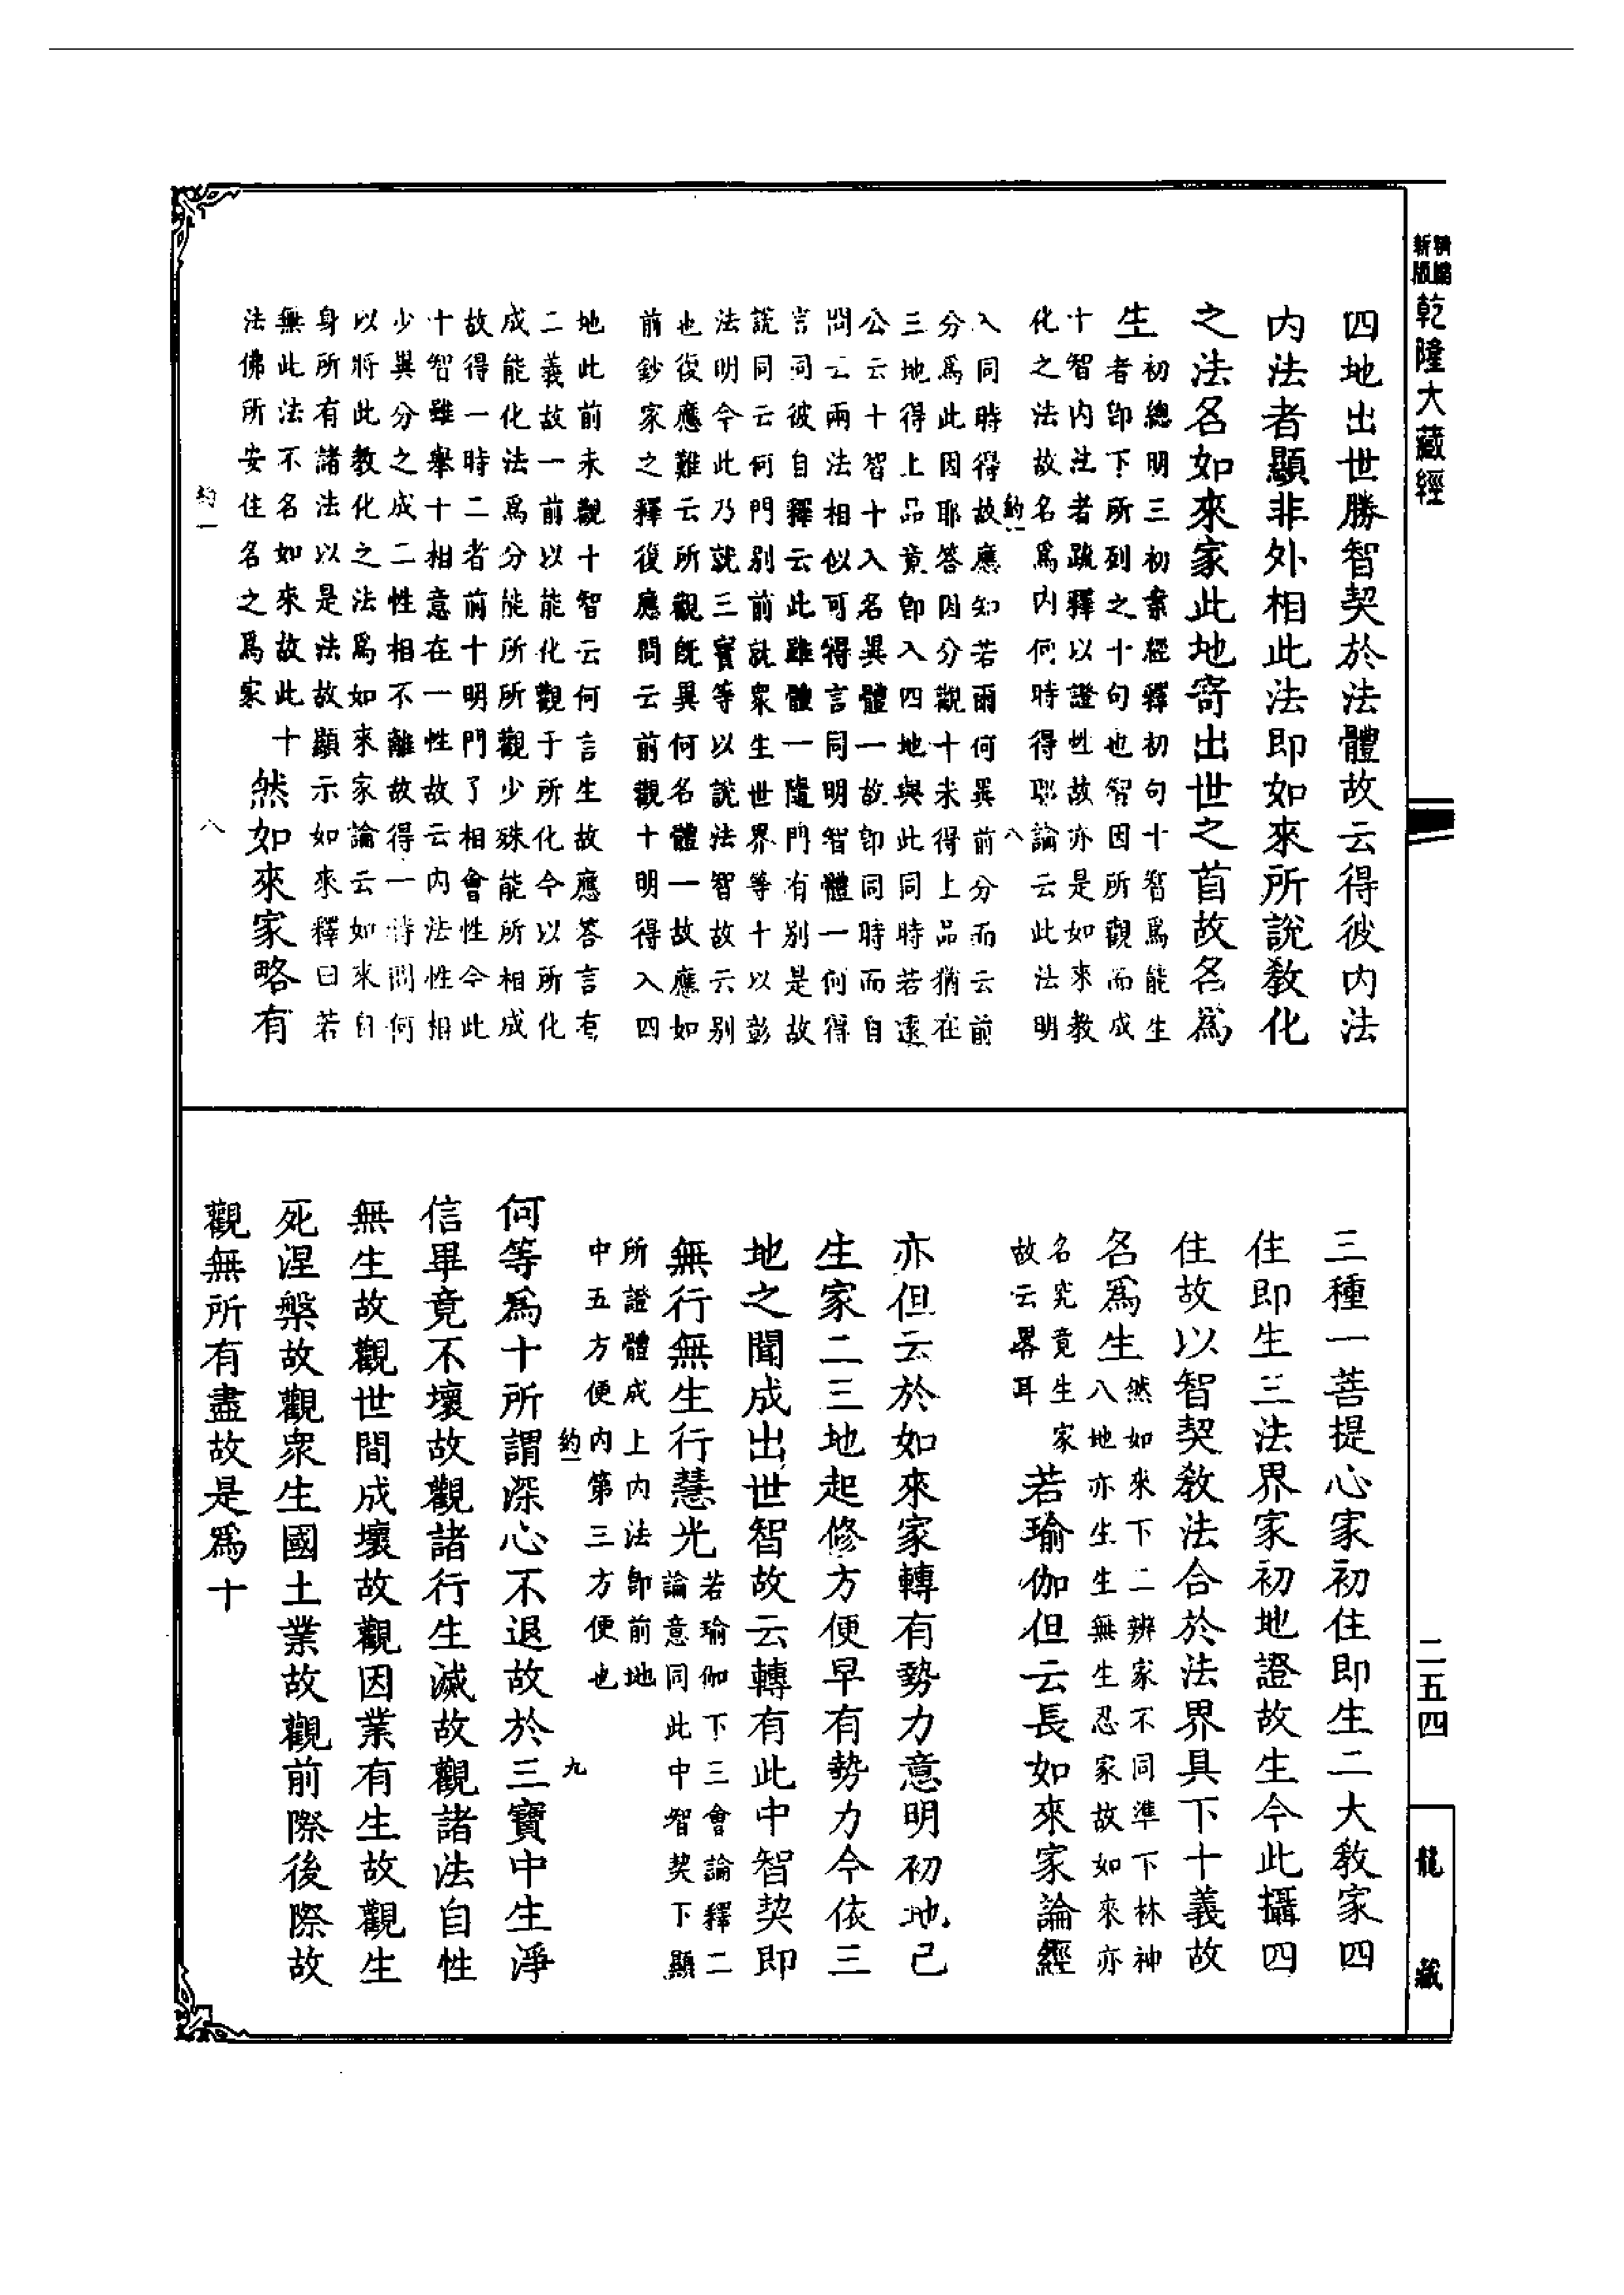 新編
新版
乾隆大藏經
二五四
龍藏
四地出世勝智契於法體故云得彼內法
內法者顯非外相此法即如來所說教化
之法名如來家此地寄出世之首故名爲
生
初總明三初案經釋初句十智爲能生
者即下所列之十句也智因所觀而成
十智內法者疏釋以證性故亦是如來教
化之法故名爲內何時得耶論云此法明
約一
八
入同時得故應知若爾何異前分而云前
分爲此因耶答因分觀十未得上品猶在
三地得上品竟即入四地與此同時若遠
公云十智十入名異體一故即同時而自
問云兩法相似可得言同明智體一何得
言同彼自釋云此雖體一隨門有別是故
說同云何門別前就衆生世界等十以彰
法明今此乃就三實等以說法智故云別
也復應難云所觀旣異何名體一故應如
前鈔家之釋復應問云前觀十明得入四
地此前未觀十智云何言生故應答言有
二義故一前以能化觀于所化今以所化
成能化法爲分能所所觀少殊能所相成
故得一時二者前十明門了相會性今此
十智雖舉十相意在一性故云內法性相
少異分之成二性相不離故得一時問何
以將此教化之法爲如來家論云如來自
身所有諸法以是法故顯示如來釋曰若
無此法不名如來故此十
法佛所安住名之爲家
然如來家略有
約一
八
三種一菩提心家初住即生二大教家四
住即生三法界家初地證故生今此攝四
住故以智契教法合於法界具下十義故
名爲生
然如來下二辨家不同準下林神
八地亦生生無生忍家故如來亦
名究竟生家
故云畧耳
若瑜伽但云長如來家論經
亦但云於如來家轉有勢力意明初地已
生家二三地起修方便早有勢力今依三
地之聞成出世智故云轉有此中智契即
無行無生行慧光
若瑜伽下三會論釋二
論意同此中智契下顯
所證體成上內法即前地
中五方便內第三方便也
約一
九
何等爲十所謂深心不退故於三寶中生淨
信畢竟不壞故觀諸行生滅故觀諸法自性
無生故觀世間成壞故觀因業有生故觀生
死涅槃故觀衆生國土業故觀前際後際故
觀無所有盡故是爲十